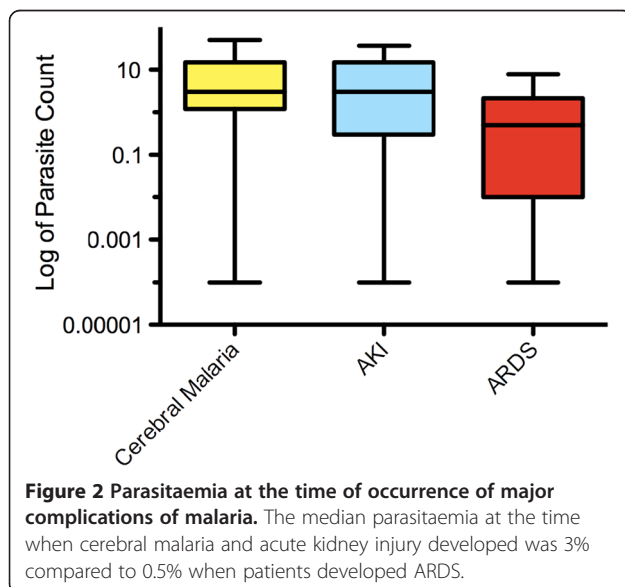 10
0.1
0.001
0.00001
Log of Parasite Count
Cerebral Malaria
AKI
ARDS
Figure 2 Parasitaemia at the time of occurrence of major
complications of malaria. The median parasitaemia at the time
when cerebral malaria and acute kidney injury developed was 3%
compared to 0.5% when patients developed ARDS.